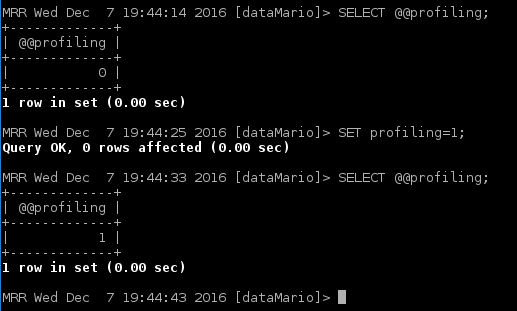 MRR Wed Dec  7 19:44:14 2016 [dataMario]> SELECT @@profiling;
+-------------+
| @@profiling |
+-------------+
|           0 |
+-------------+
1 row in set (0.00 sec)
MRR Wed Dec  7 19:44:25 2016 [dataMario]> SET profiling=1;
Query OK, 0 rows affected (0.00 sec)
MRR Wed Dec  7 19:44:33 2016 [dataMario]> SELECT @@profiling;
+-------------+
| @@profiling |
+-------------+
|           1 |
+-------------+
1 row in set (0.00 sec)
MRR Wed Dec  7 19:44:43 2016 [dataMario]>